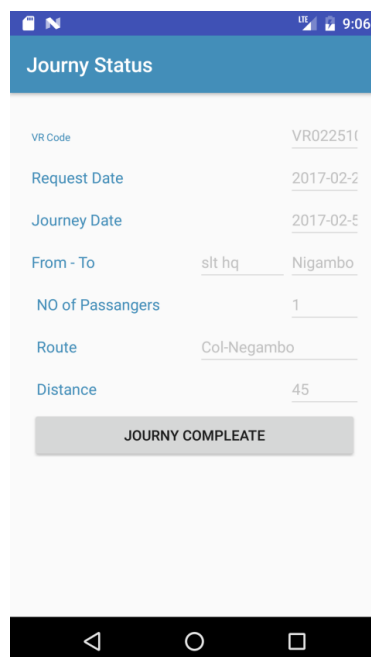 LTE 9:06
Journy Status
VR Code VR02251(
Request Date 2017-02-2
Journey Date 2017-02-5
From - To slt hq Nigambo
NO of Passangers 1
Route Col-Negambo
Distance 45
JOURNY COMPLEATE